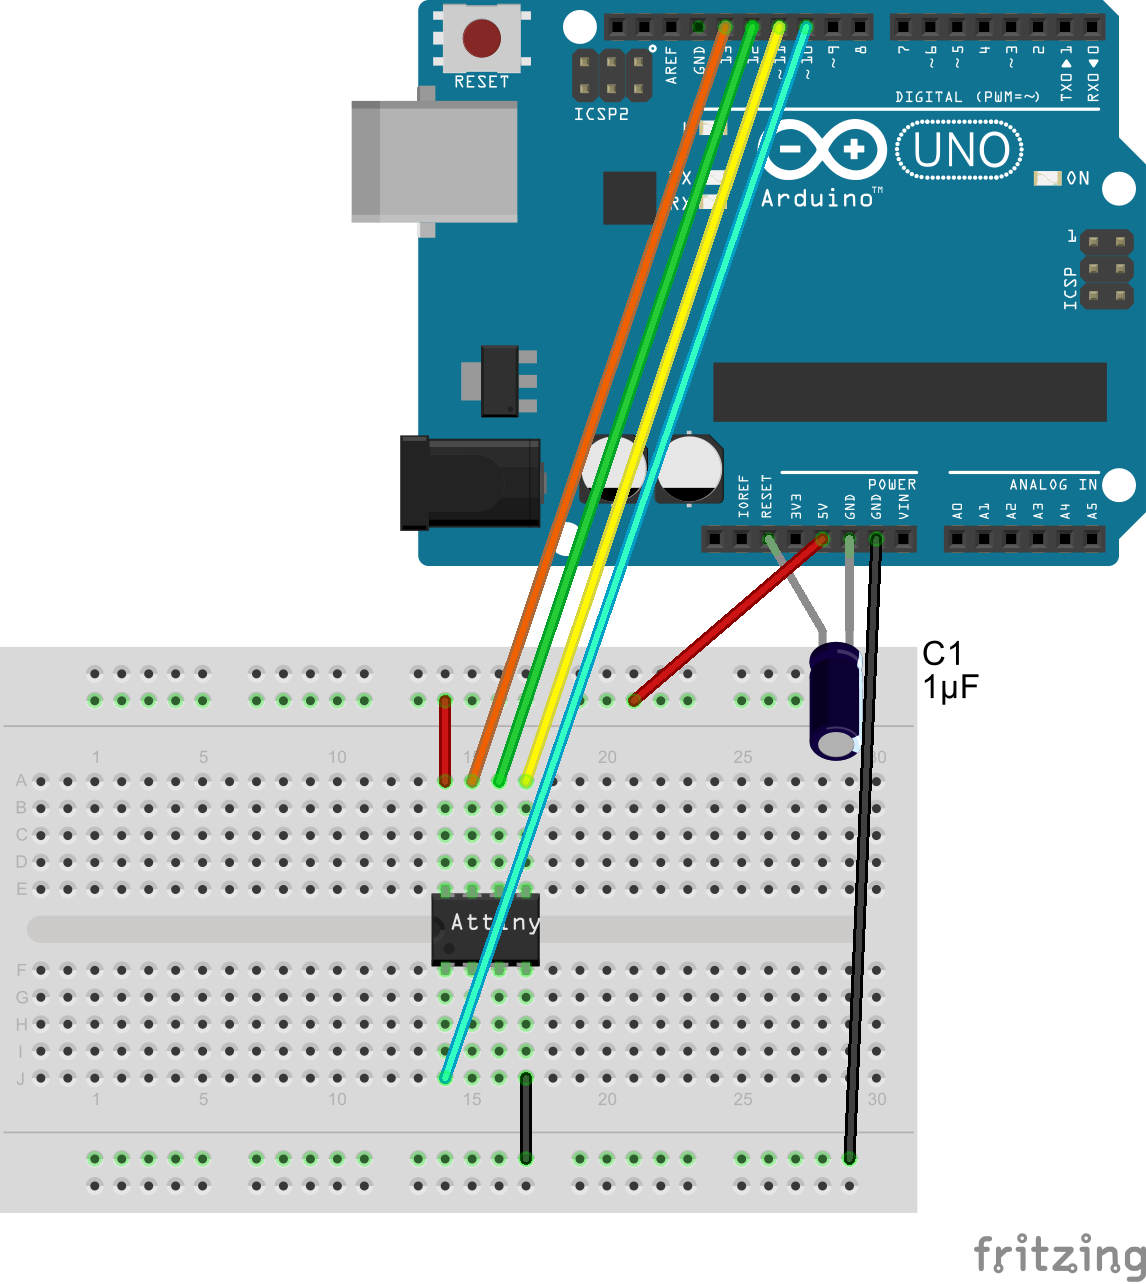 RESET
ICSP2
AREF
GND
13
12
~11
~10
~9
8
7
~6
~5
4
~3
2
TX0▶1
RX0◀0
DIGITAL (PWM=~)
UNO
Arduino™
ON
RX
1
ICSP
IOREF
RESET
3V3
5V
GND
GND
VIN
POWER
ANALOG IN
A0
A1
A2
A3
A4
A5
C1
1µF
1 5 10 15 20 25 30
A
B
C
D
E
Attiny
F
G
H
I
J
1 5 10 15 20 25 30
fritzing